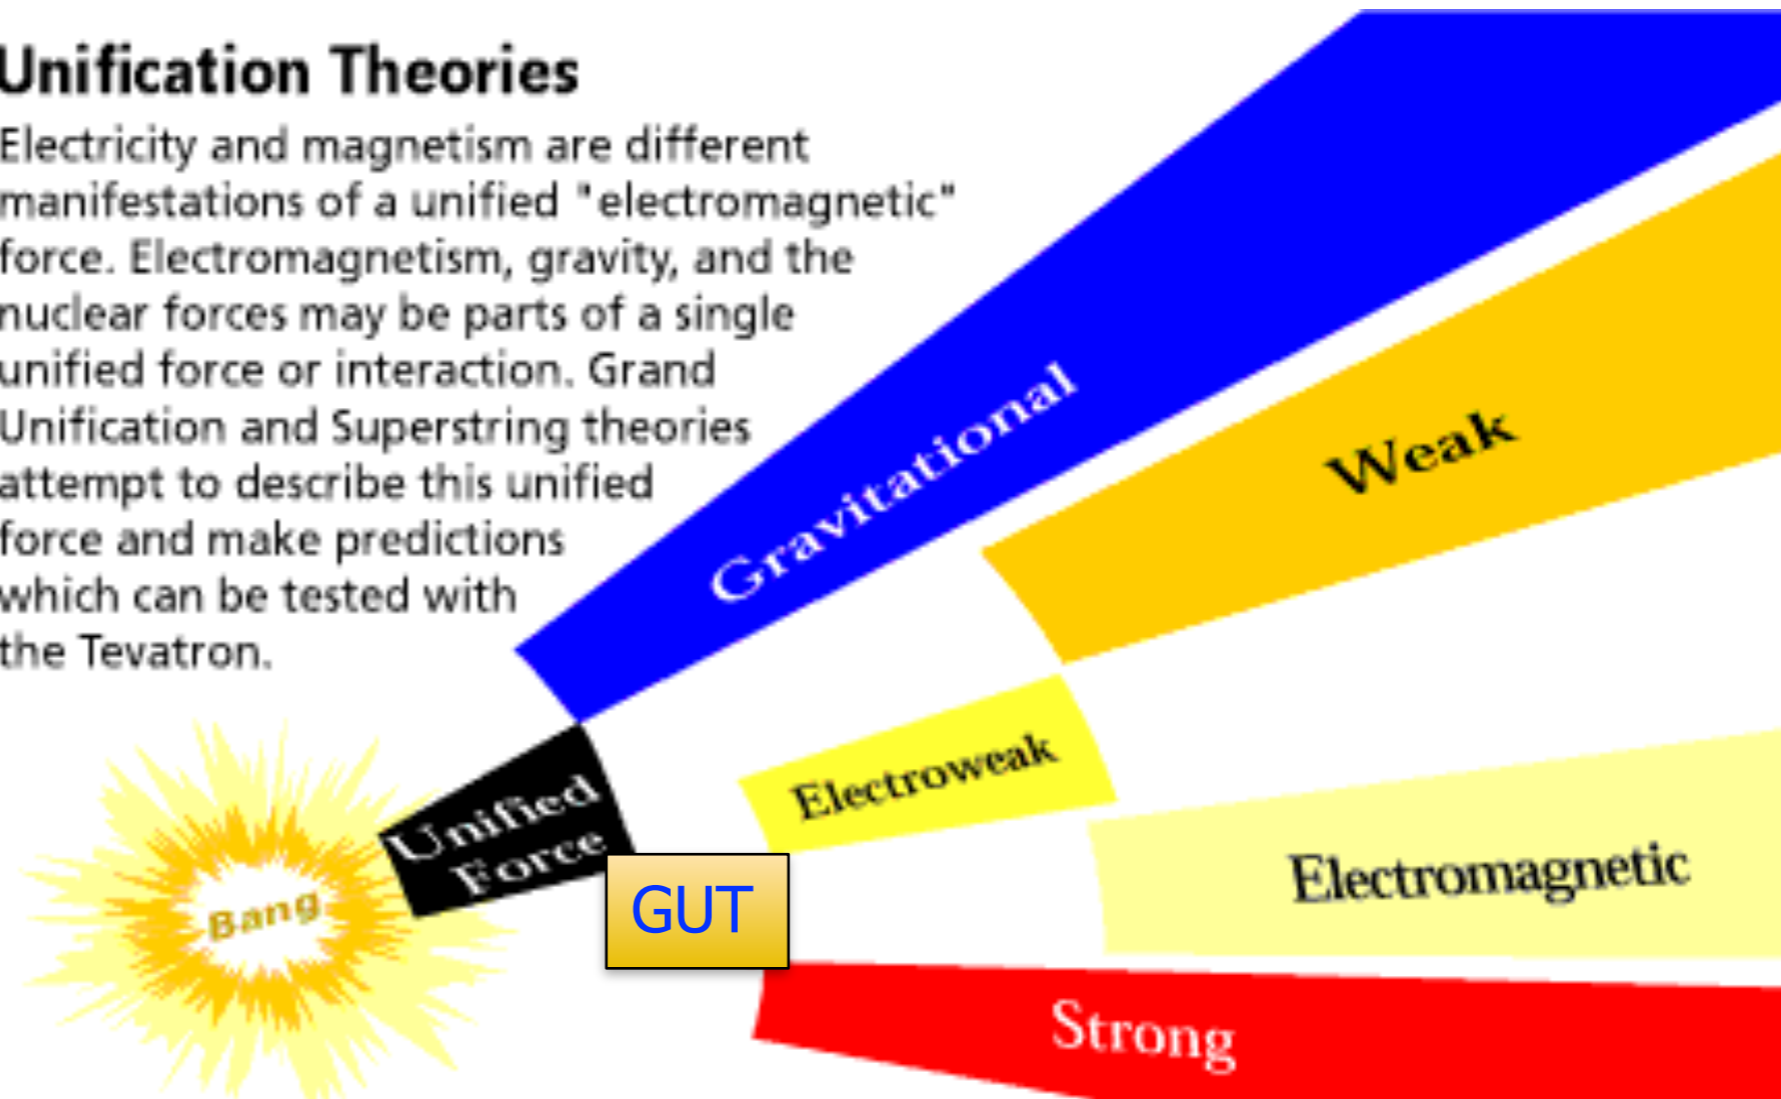 Unification Theories
Electricity and magnetism are different
manifestations of a unified "electromagnetic"
force. Electromagnetism, gravity, and the
nuclear forces may be parts of a single
unified force or interaction. Grand
Unification and Superstring theories
attempt to describe this unified
force and make predictions
which can be tested with
the Tevatron.
Gravitational
Weak
Electroweak
Unified
Force
Bang
GUT
Electromagnetic
Strong